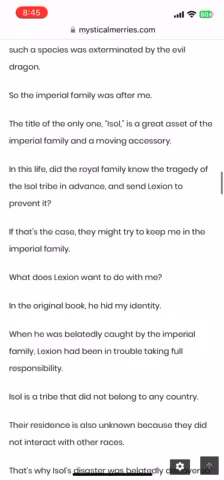 8:45
86+
mysticalmerries.com
such a species was exterminated by the evil
dragon.
So the imperial family was after me.
The title of the only one, "Isol," is a great asset of the
imperial family and a moving accessory.
In this life, did the royal family know the tragedy of
the Isol tribe in advance, and send Lexion to
prevent it?
If that's the case, they might try to keep me in the
imperial family.
What does Lexion want to do with me?
In the original book, he hid my identity.
When he was belatedly caught by the imperial
family, Lexion had been in trouble taking full
responsibility.
Isol is a tribe that did not belong to any country.
Their residence is also unknown because they did
not interact with other races.
That's why Isol's disaster was belatedly